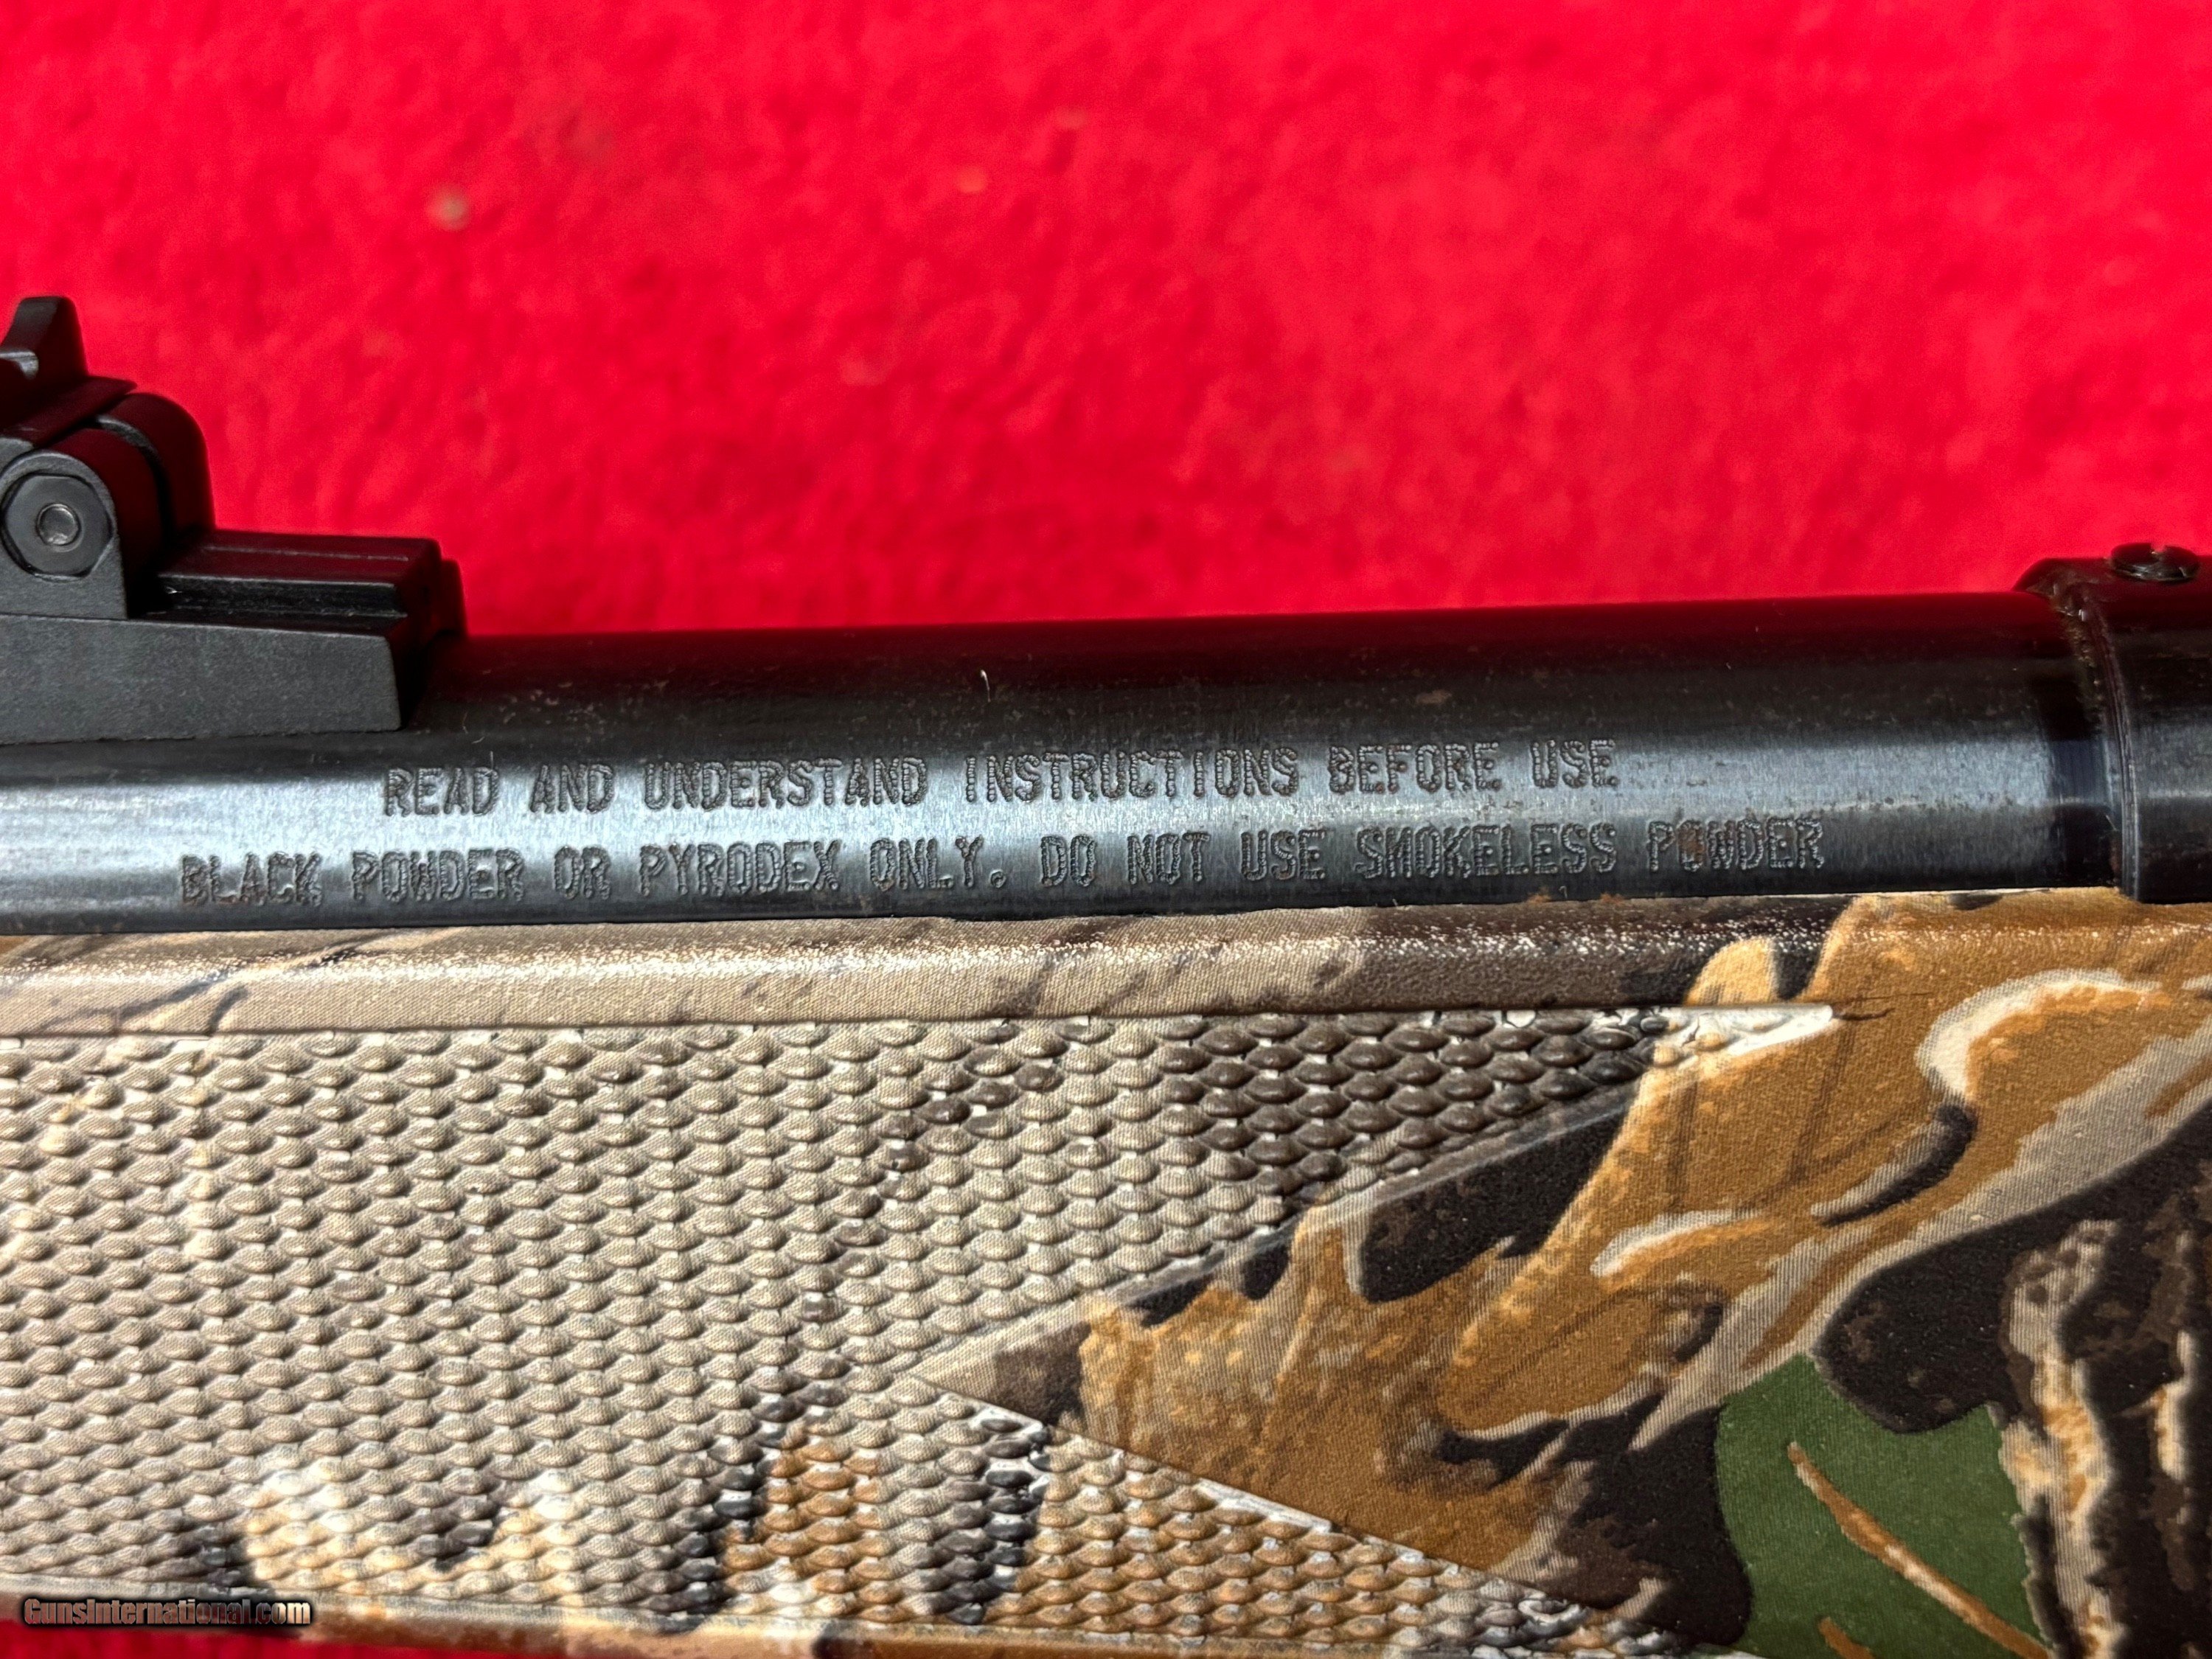 READ AND UNDERSTAND INSTRUCTIONS BEFORE USE
BLACK POWDER OR PYRODEX ONLY. DO NOT USE SMOKELESS POWDER
GunsInternational.com